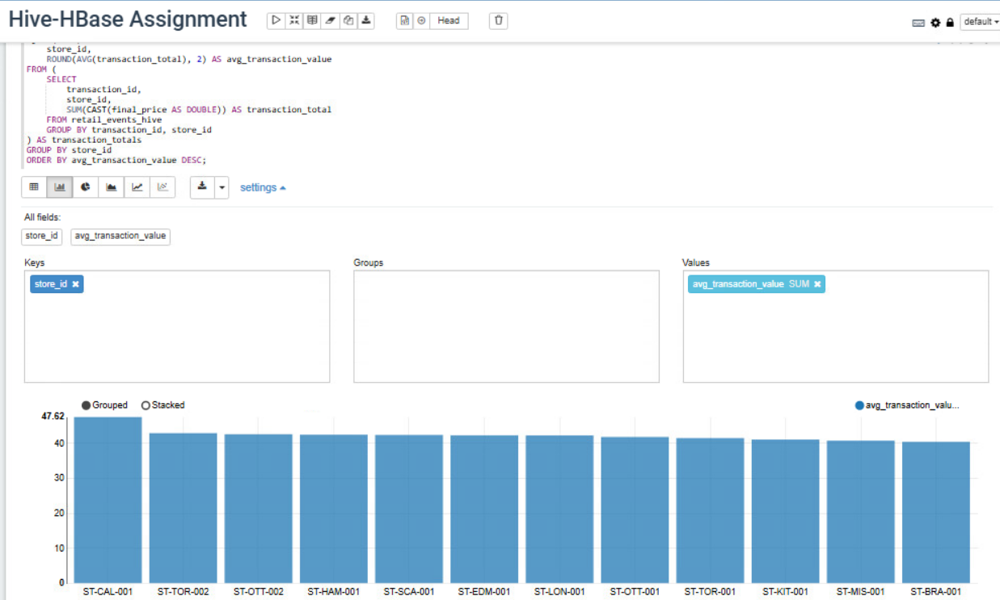 Hive-HBase Assignment
Head
default
store_id,
ROUND(AVG(transaction_total), 2) AS avg_transaction_value
FROM (
SELECT
transaction_id,
store_id,
SUM(CAST(final_price AS DOUBLE)) AS transaction_total
FROM retail_events_hive
GROUP BY transaction_id, store_id
) AS transaction_totals
GROUP BY store_id
ORDER BY avg_transaction_value DESC;
settings
All fields:
store_id avg_transaction_value
Keys Groups Values
store_id avg_transaction_value SUM
Grouped Stacked avg_transaction_valu...
47.62
40
30
20
10
0
ST-CAL-001 ST-TOR-002 ST-OTT-002 ST-HAM-001 ST-SCA-001 ST-EDM-001 ST-LON-001 ST-OTT-001 ST-TOR-001 ST-KIT-001 ST-MIS-001 ST-BRA-001